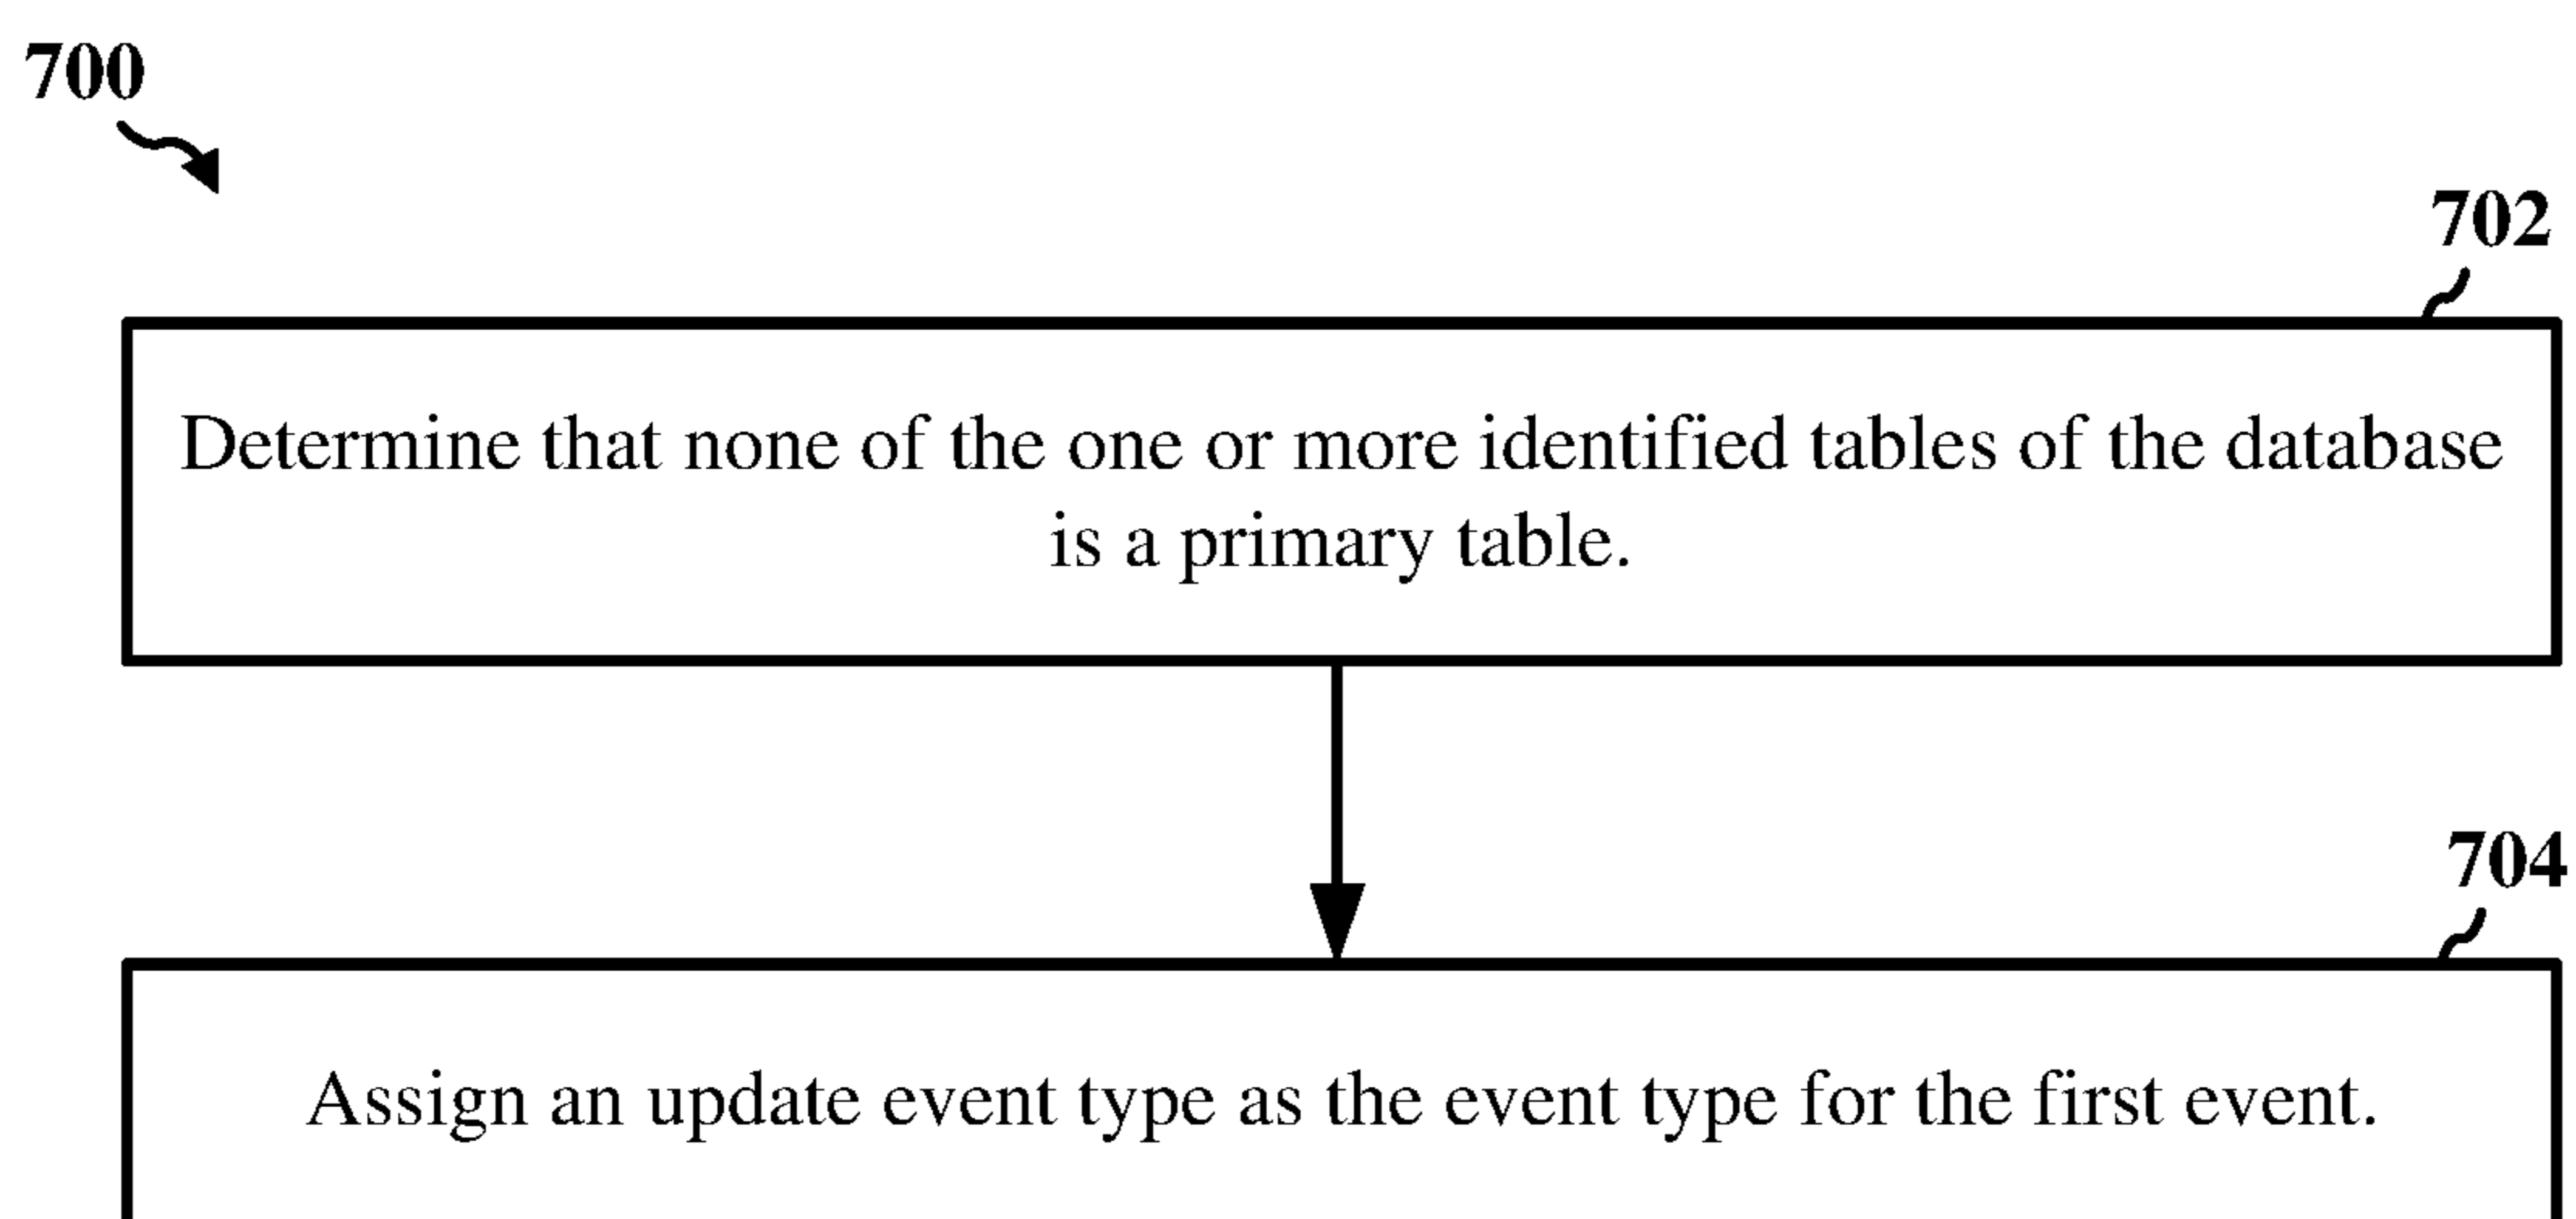 700
702
Determine that none of the one or more identified tables of the database
is a primary table.
704
Assign an update event type as the event type for the first event.